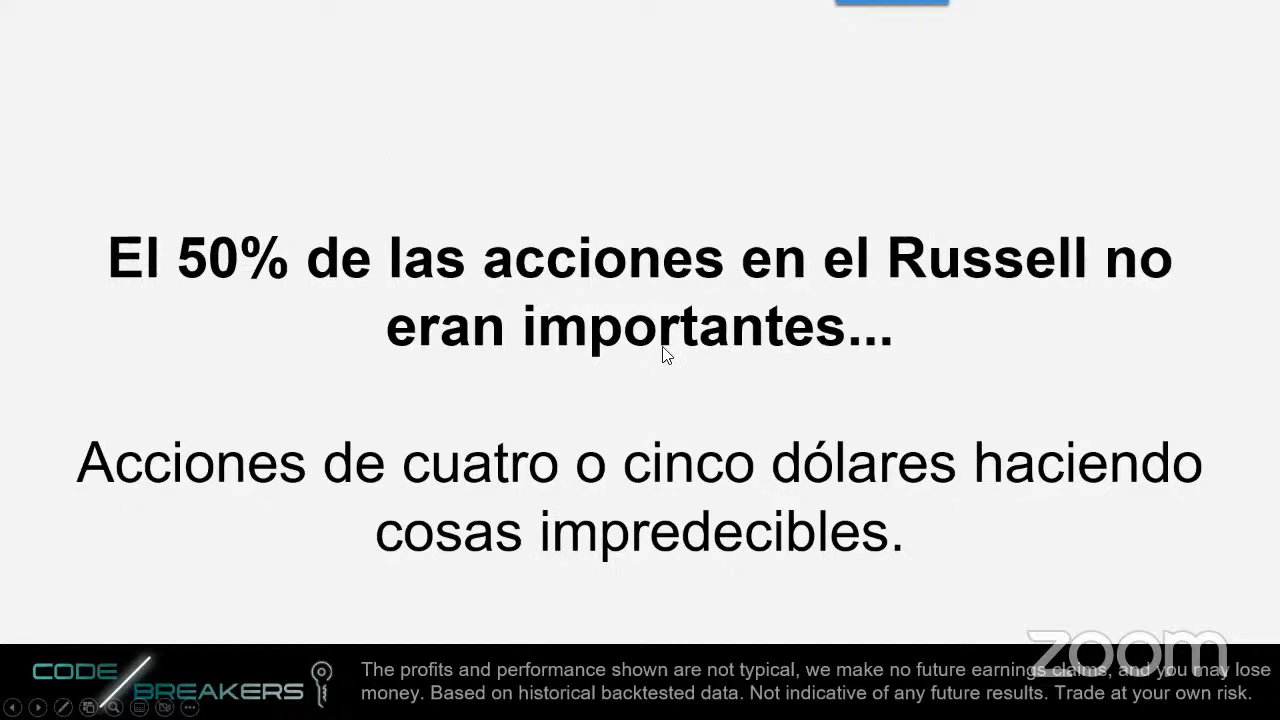 El 50% de las acciones en el Russell no
eran importantes...
Acciones de cuatro o cinco dólares haciendo
cosas impredecibles.
zoom
CODE
BREAKERS
The profits and performance shown are not typical, we make no future earnings claims, and you may lose
money. Based on historical backtested data. Not indicative of any future results. Trade at your own risk.